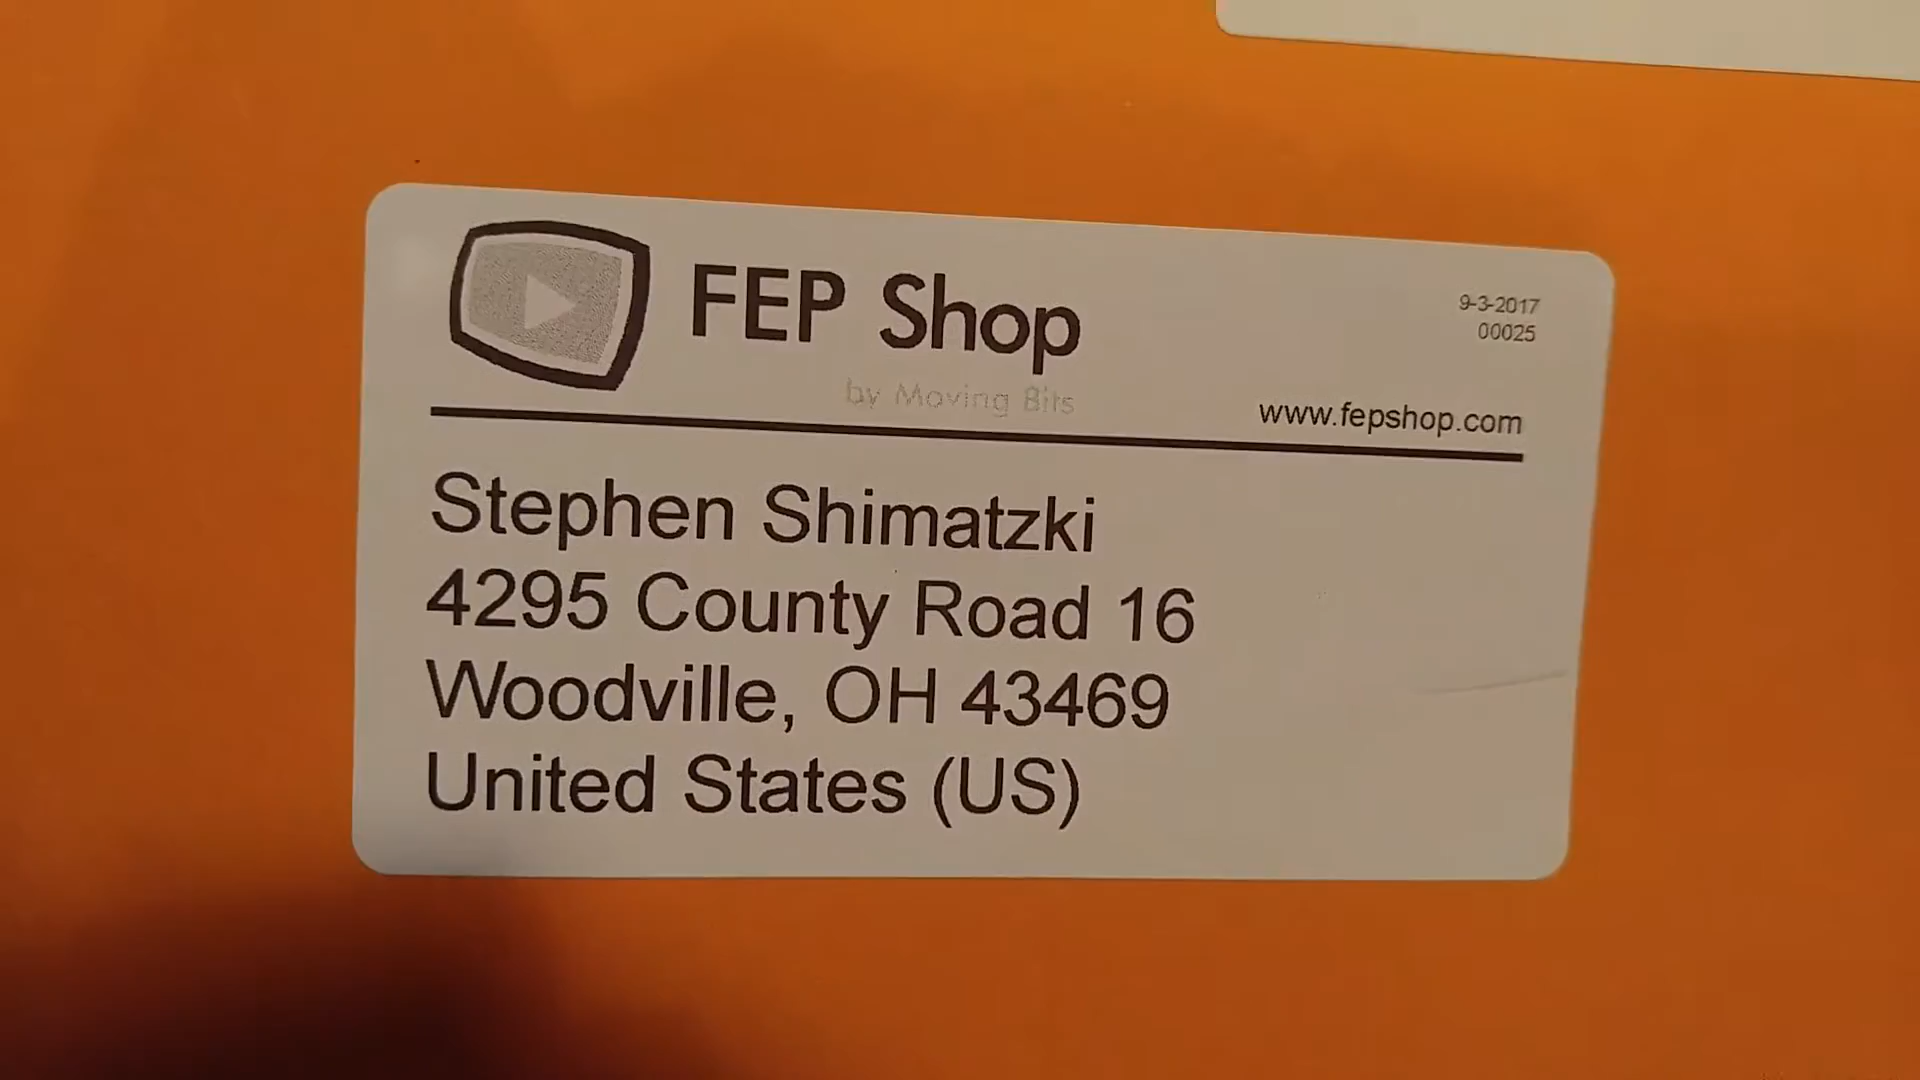 FEP Shop
by Moving Bits
9-3-2017
00025
www.fepshop.com
Stephen Shimatzki
4295 County Road 16
Woodville, OH 43469
United States (US)